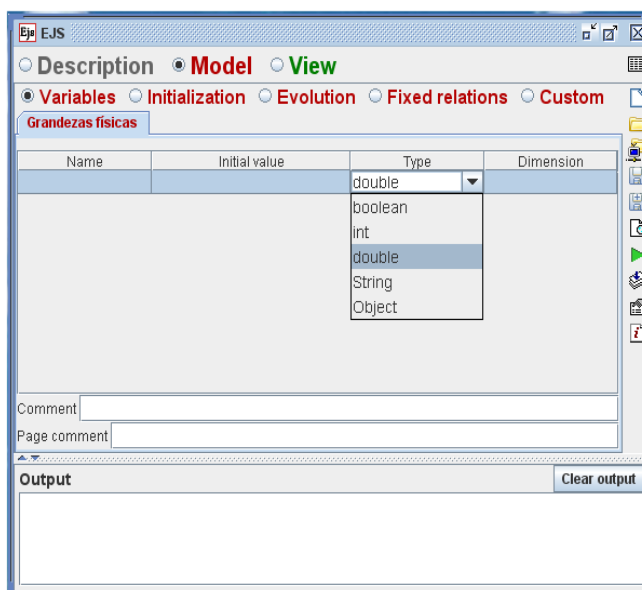 Ejs EJS
Description Model View
Variables Initialization Evolution Fixed relations Custom
Grandezas físicas
Name Initial value Type Dimension
double
boolean
int
double
String
Object
Comment
Page comment
Output Clear output